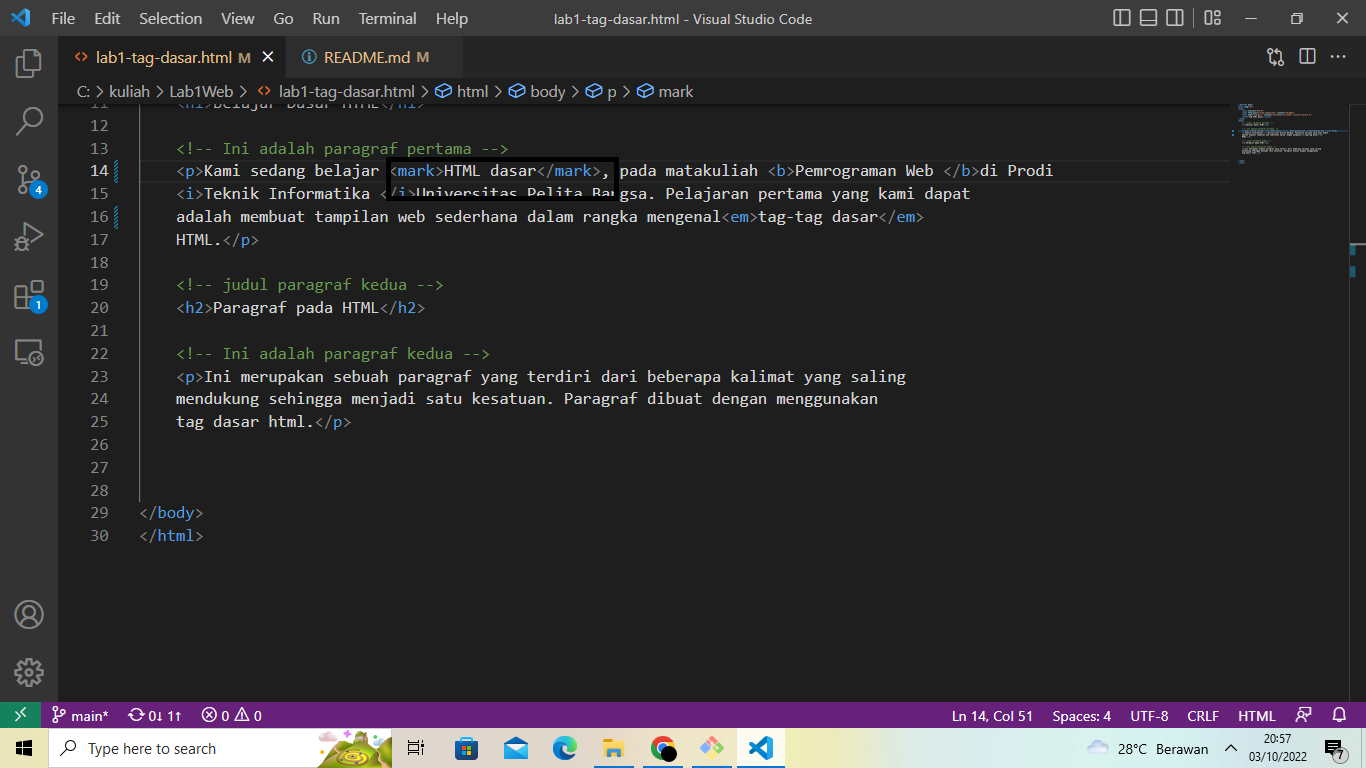 File Edit Selection View Go Run Terminal Help lab1-tag-dasar.html - Visual Studio Code
lab1-tag-dasar.html M README.md M
C: > kuliah > Lab1Web > lab1-tag-dasar.html > html > body > p > mark
11 <h1>Belajar Dasar HTML</h1>
12
13 <!-- Ini adalah paragraf pertama -->
14 <p>Kami sedang belajar <mark>HTML dasar</mark>, pada matakuliah <b>Pemrograman Web </b>di Prodi
15 <i>Teknik Informatika </i>Universitas Pelita Bangsa. Pelajaran pertama yang kami dapat
16 adalah membuat tampilan web sederhana dalam rangka mengenal<em>tag-tag dasar</em>
17 HTML.</p>
18
19 <!-- judul paragraf kedua -->
20 <h2>Paragraf pada HTML</h2>
21
22 <!-- Ini adalah paragraf kedua -->
23 <p>Ini merupakan sebuah paragraf yang terdiri dari beberapa kalimat yang saling
24 mendukung sehingga menjadi satu kesatuan. Paragraf dibuat dengan menggunakan
25 tag dasar html.</p>
26
27
28
29 </body>
30 </html>
4
1
main* 0↓ 1↑ 0 0 Ln 14, Col 51 Spaces: 4 UTF-8 CRLF HTML
Type here to search 28°C Berawan 20:57
03/10/2022 7